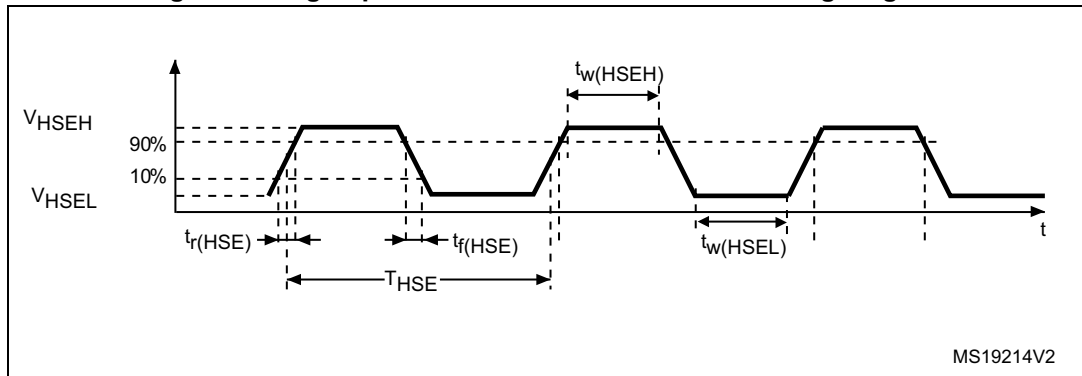 tw(HSEH)
VHSEH
90%
10%
VHSEL
tr(HSE)
tf(HSE)
tw(HSEL)
t
THSE
MS19214V2